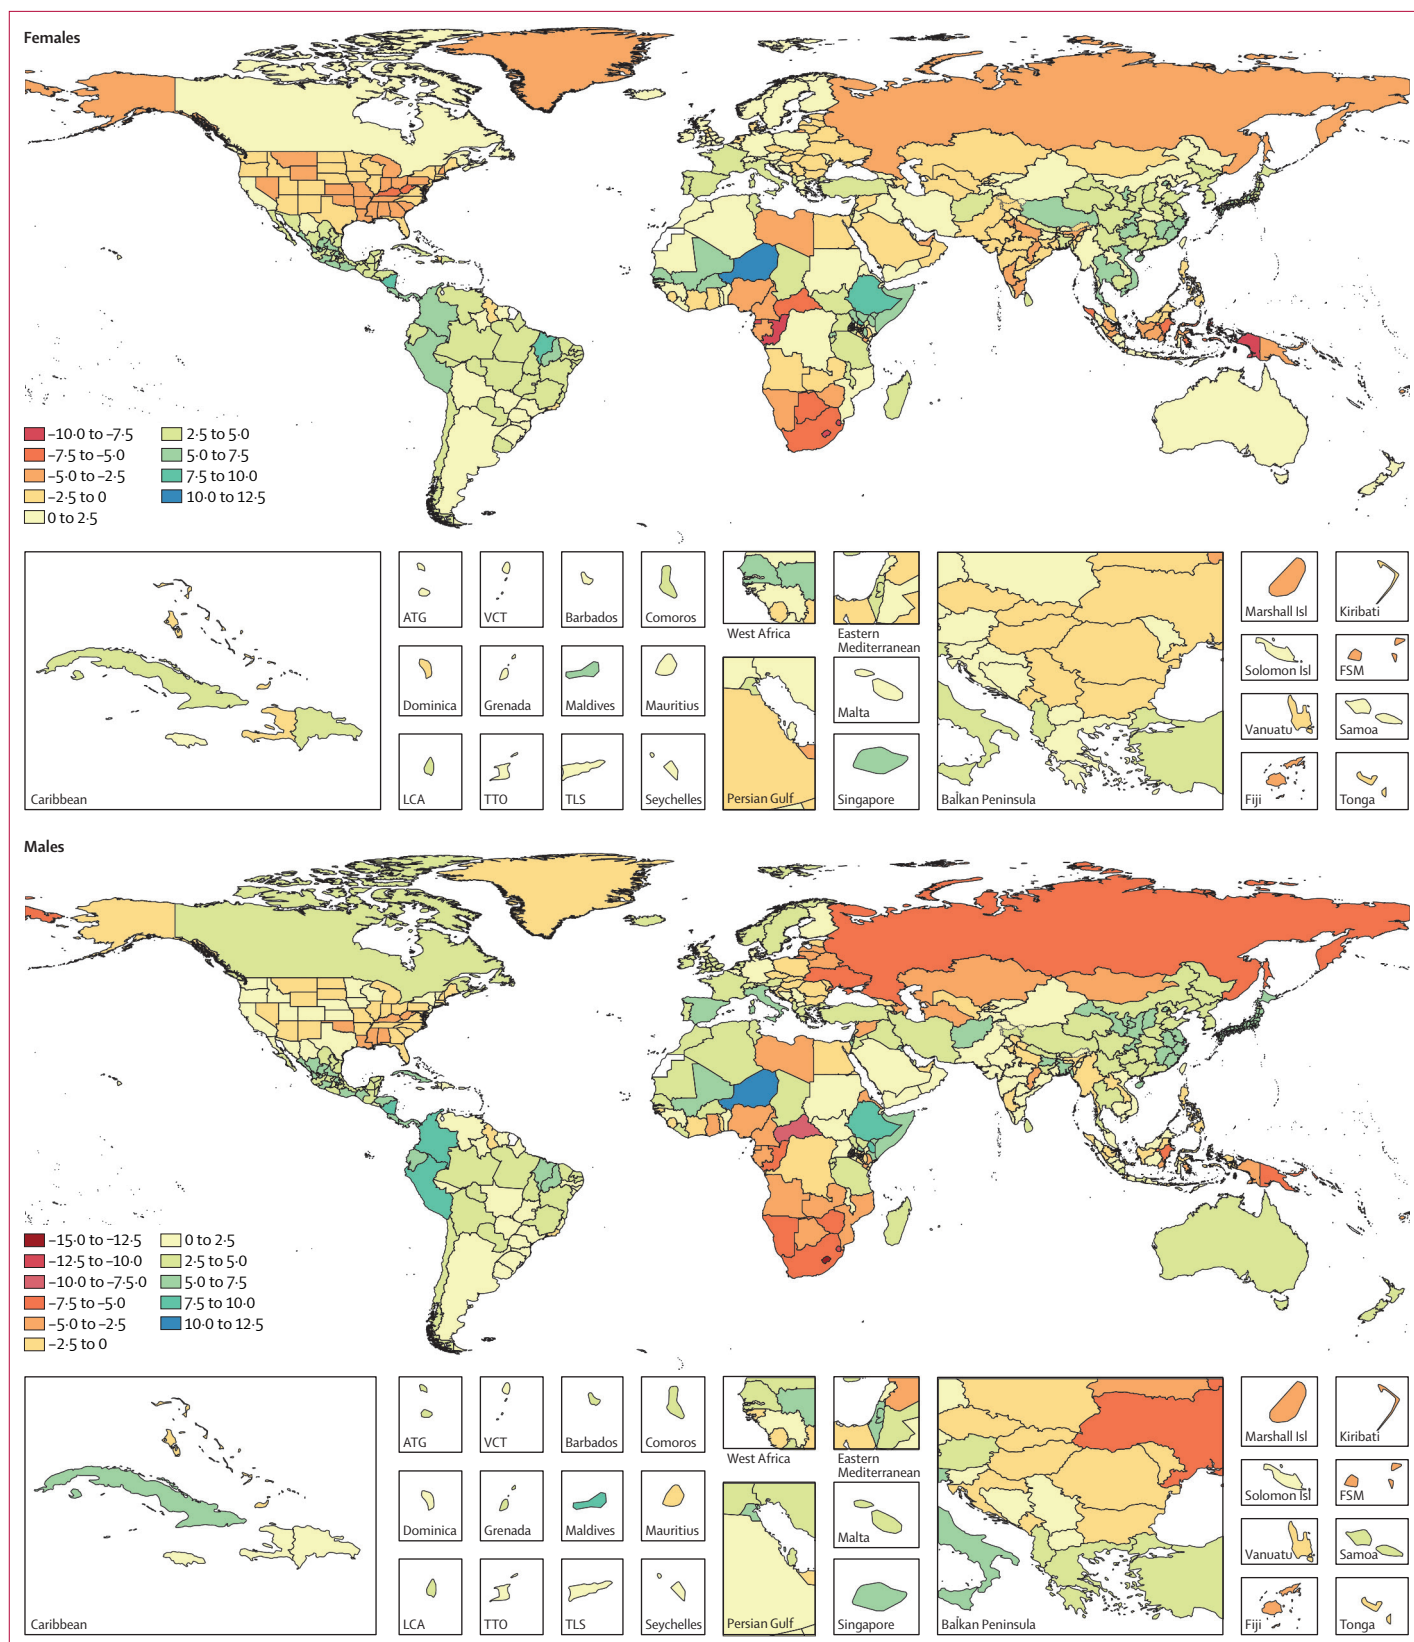 Females
−10·0 to −7·5
−7·5 to −5·0
−5·0 to −2·5
−2·5 to 0
0 to 2·5
2·5 to 5·0
5·0 to 7·5
7·5 to 10·0
10·0 to 12·5
Caribbean
ATG
VCT
Barbados
Comoros
Dominica
Grenada
Maldives
Mauritius
LCA
TTO
TLS
Seychelles
West Africa
Eastern
Mediterranean
Persian Gulf
Malta
Singapore
Balkan Peninsula
Marshall Isl
Kiribati
Solomon Isl
FSM
Vanuatu
Samoa
Fiji
Tonga
Males
−15·0 to −12·5
−12·5 to −10·0
−10·0 to −7·5·0
−7·5 to −5·0
−5·0 to −2·5
−2·5 to 0
0 to 2·5
2·5 to 5·0
5·0 to 7·5
7·5 to 10·0
10·0 to 12·5
Caribbean
ATG
VCT
Barbados
Comoros
Dominica
Grenada
Maldives
Mauritius
LCA
TTO
TLS
Seychelles
West Africa
Eastern
Mediterranean
Persian Gulf
Malta
Singapore
Balkan Peninsula
Marshall Isl
Kiribati
Solomon Isl
FSM
Vanuatu
Samoa
Fiji
Tonga